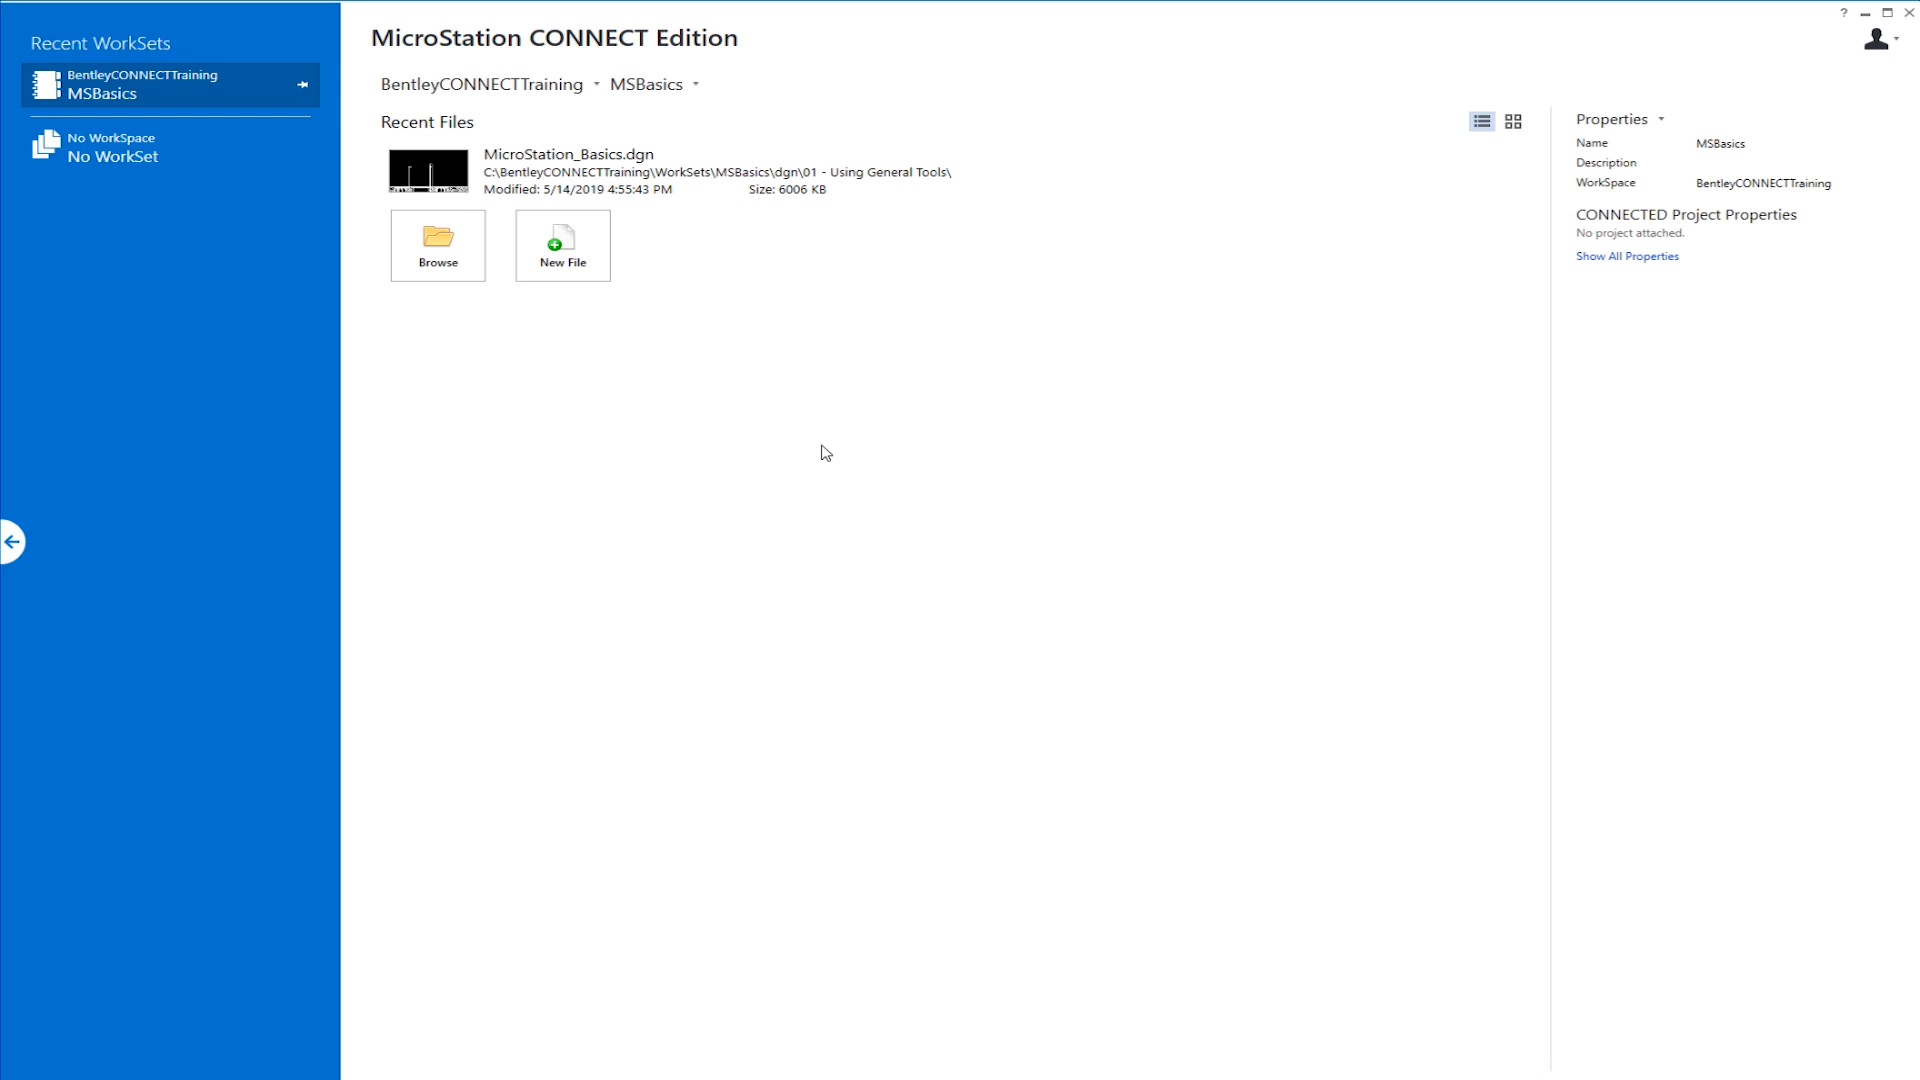 Recent WorkSets
BentleyCONNECTTraining
MSBasics
No WorkSpace
No WorkSet
?
MicroStation CONNECT Edition
BentleyCONNECTTraining MSBasics
Recent Files
MicroStation_Basics.dgn
C:\BentleyCONNECTTraining\WorkSets\MSBasics\dgn\01 - Using General Tools\
Modified: 5/14/2019 4:55:43 PM Size: 6006 KB
Browse
New File
Properties
Name MSBasics
Description
WorkSpace BentleyCONNECTTraining
CONNECTED Project Properties
No project attached.
Show All Properties